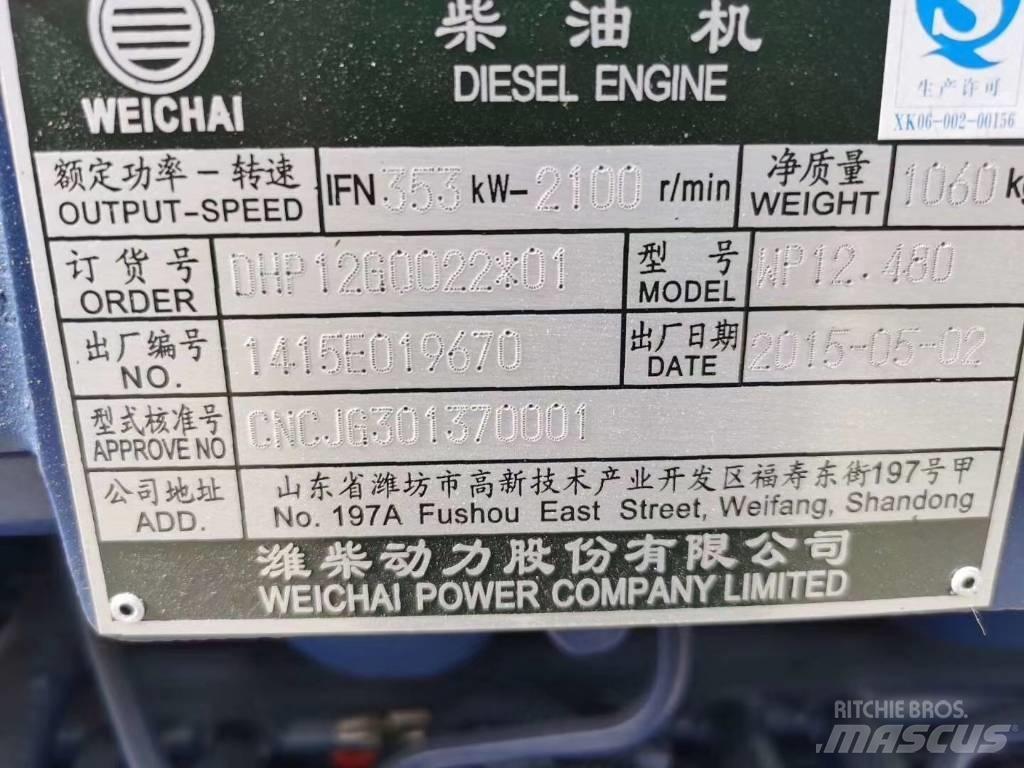 柴油机
DIESEL ENGINE
WEICHAI
生产许可
XK06-002-00156
额定功率-转速
OUTPUT-SPEED
IFN 353 kW-2100 r/min
净质量
WEIGHT
1060 kg
订货号
ORDER
DHP12G0022*01
型号
MODEL
WP12.480
出厂编号
NO.
1415E019670
出厂日期
DATE
2015-05-02
型式核准号
APPROVE NO
CNCJG301370001
公司地址
ADD.
山东省潍坊市高新技术产业开发区福寿东街197号甲
No. 197A Fushou East Street, Weifang, Shandong
潍柴动力股份有限公司
WEICHAI POWER COMPANY LIMITED
RITCHIE BROS.
MASCUS